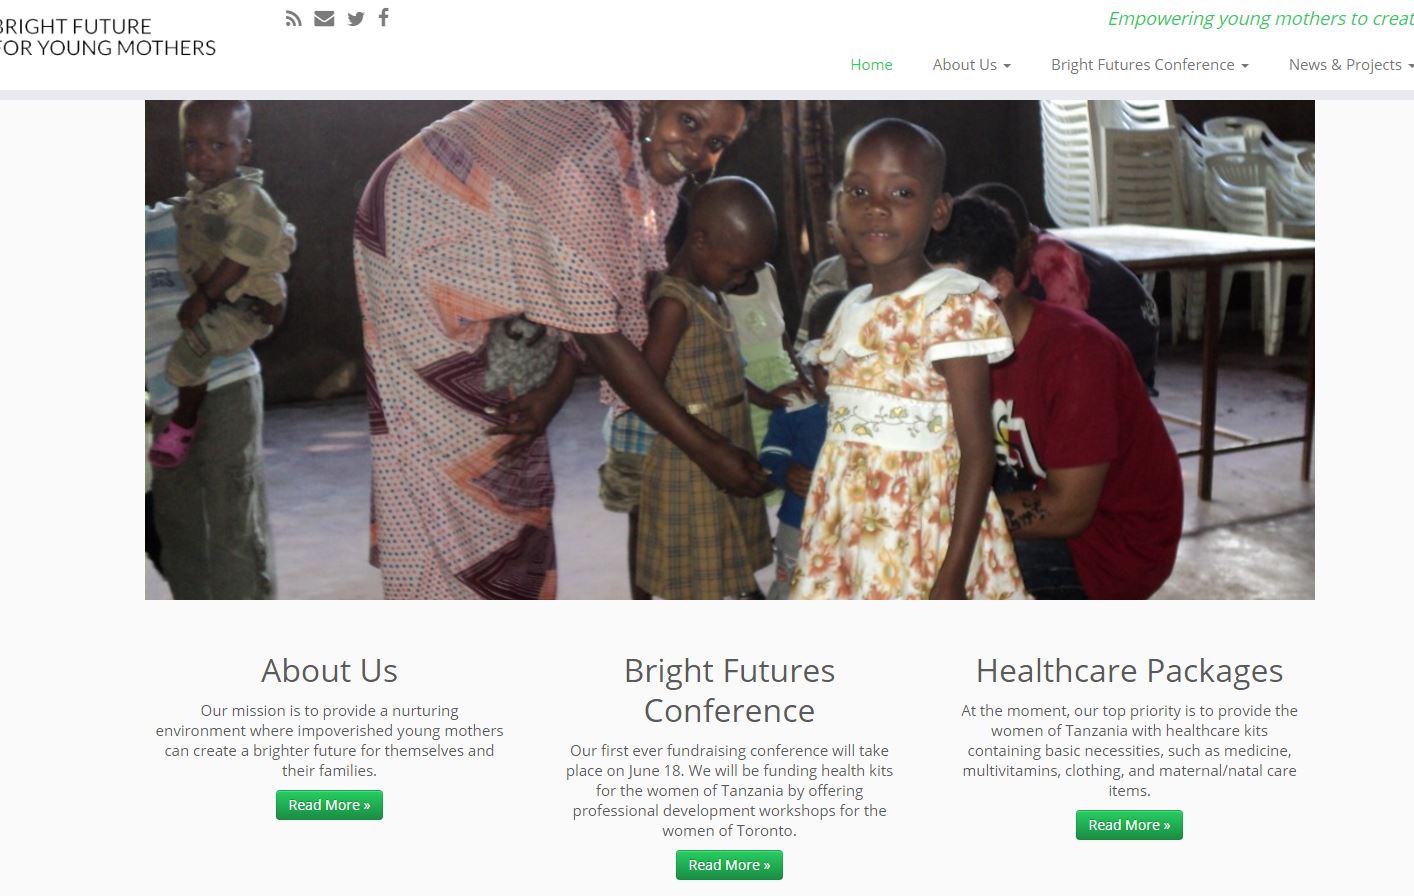 BRIGHT FUTURE
FOR YOUNG MOTHERS
Empowering young mothers to creat
Home About Us Bright Futures Conference News & Projects
About Us
Our mission is to provide a nurturing
environment where impoverished young mothers
can create a brighter future for themselves and
their families.
Read More »
Bright Futures
Conference
Our first ever fundraising conference will take
place on June 18. We will be funding health kits
for the women of Tanzania by offering
professional development workshops for the
women of Toronto.
Read More »
Healthcare Packages
At the moment, our top priority is to provide the
women of Tanzania with healthcare kits
containing basic necessities, such as medicine,
multivitamins, clothing, and maternal/natal care
items.
Read More »